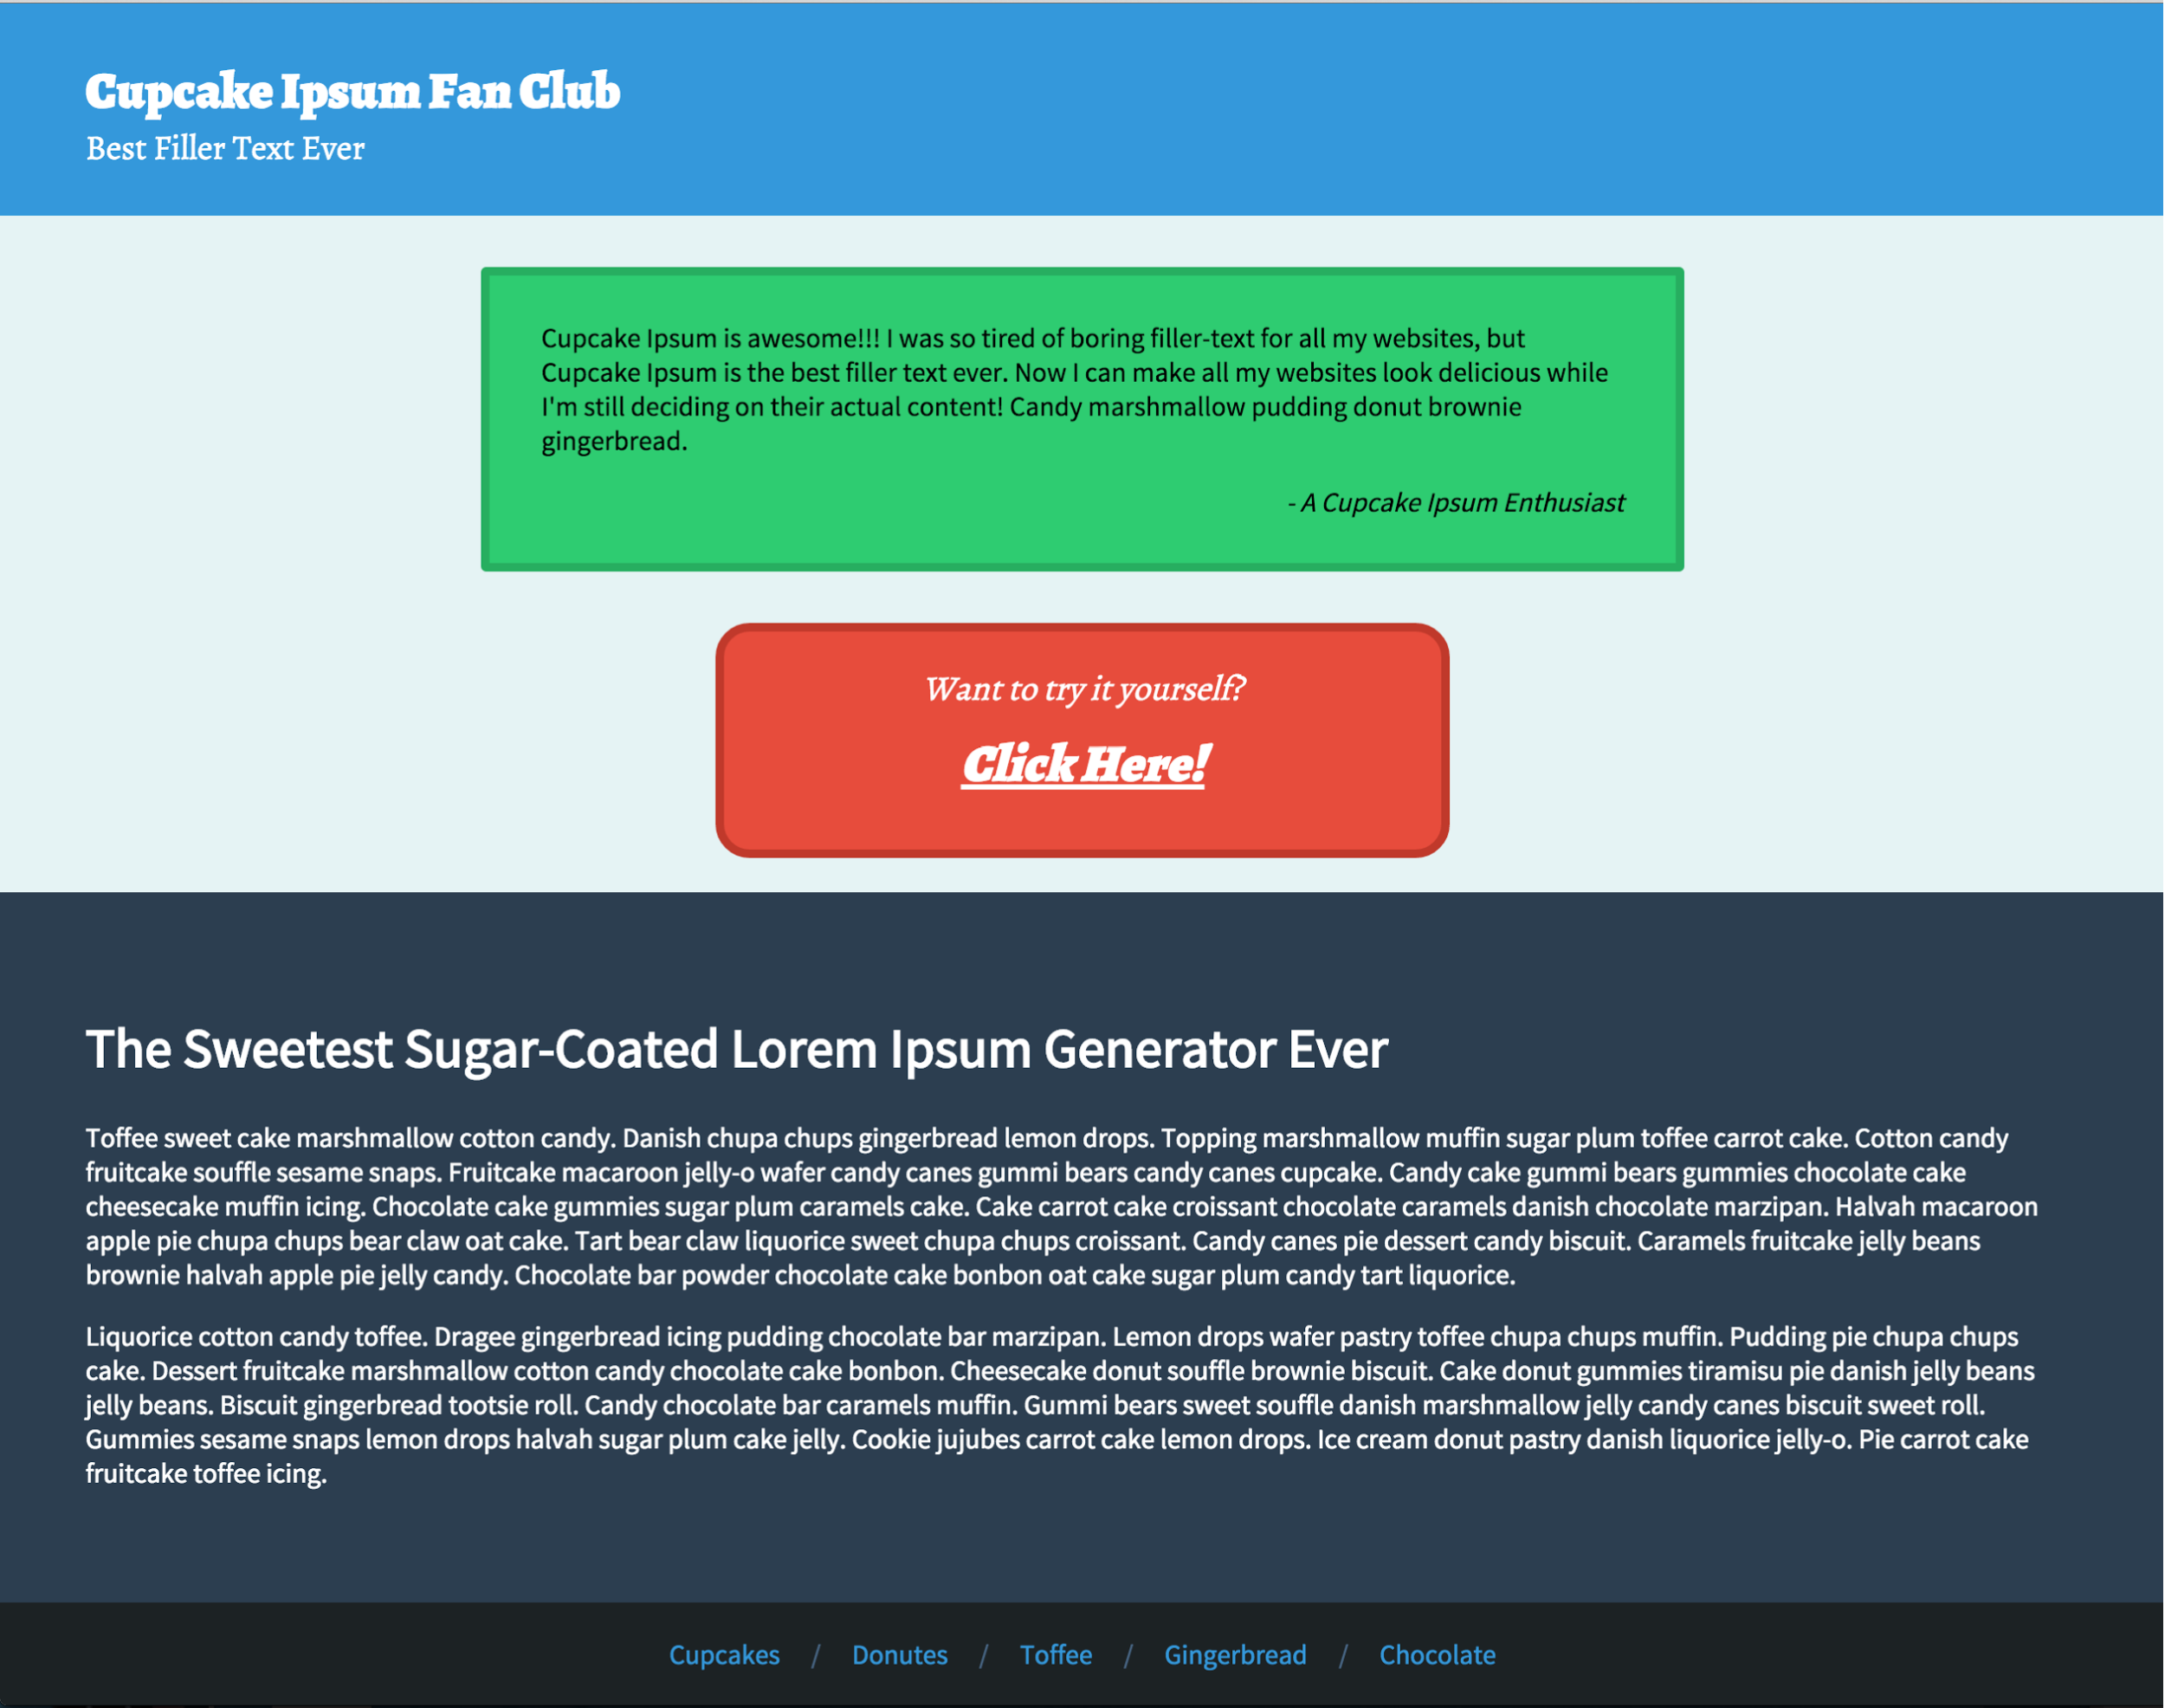 Cupcake Ipsum Fan Club
Best Filler Text Ever
Cupcake Ipsum is awesome!!! I was so tired of boring filler-text for all my websites, but
Cupcake Ipsum is the best filler text ever. Now I can make all my websites look delicious while
I'm still deciding on their actual content! Candy marshmallow pudding donut brownie
gingerbread.
- A Cupcake Ipsum Enthusiast
Want to try it yourself?
Click Here!
The Sweetest Sugar-Coated Lorem Ipsum Generator Ever
Toffee sweet cake marshmallow cotton candy. Danish chupa chups gingerbread lemon drops. Topping marshmallow muffin sugar plum toffee carrot cake. Cotton candy
fruitcake souffle sesame snaps. Fruitcake macaroon jelly-o wafer candy canes gummi bears candy canes cupcake. Candy cake gummi bears gummies chocolate cake
cheesecake muffin icing. Chocolate cake gummies sugar plum caramels cake. Cake carrot cake croissant chocolate caramels danish chocolate marzipan. Halvah macaroon
apple pie chupa chups bear claw oat cake. Tart bear claw liquorice sweet chupa chups croissant. Candy canes pie dessert candy biscuit. Caramels fruitcake jelly beans
brownie halvah apple pie jelly candy. Chocolate bar powder chocolate cake bonbon oat cake sugar plum candy tart liquorice.
Liquorice cotton candy toffee. Dragee gingerbread icing pudding chocolate bar marzipan. Lemon drops wafer pastry toffee chupa chups muffin. Pudding pie chupa chups
cake. Dessert fruitcake marshmallow cotton candy chocolate cake bonbon. Cheesecake donut souffle brownie biscuit. Cake donut gummies tiramisu pie danish jelly beans
jelly beans. Biscuit gingerbread tootsie roll. Candy chocolate bar caramels muffin. Gummi bears sweet souffle danish marshmallow jelly candy canes biscuit sweet roll.
Gummies sesame snaps lemon drops halvah sugar plum cake jelly. Cookie jujubes carrot cake lemon drops. Ice cream donut pastry danish liquorice jelly-o. Pie carrot cake
fruitcake toffee icing.
Cupcakes / Donutes / Toffee / Gingerbread / Chocolate